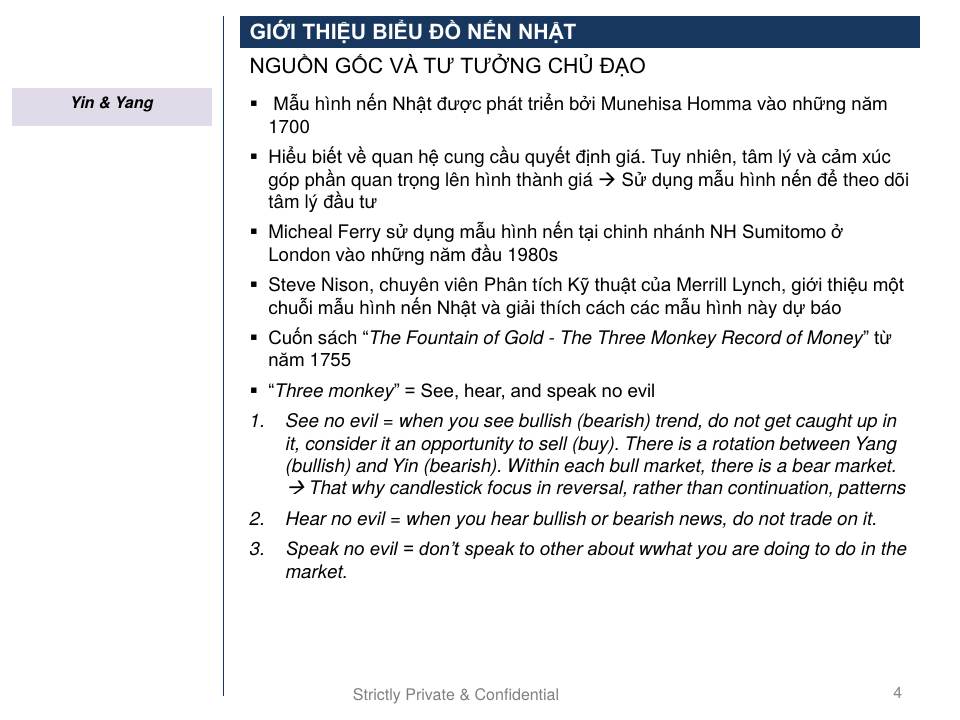 GIỚI THIỆU BIỂU ĐỒ NẾN NHẬT
NGUỒN GỐC VÀ TƯ TƯỞNG CHỦ ĐẠO
Yin & Yang
▪ Mẫu hình nến Nhật được phát triển bởi Munehisa Homma vào những năm
1700
▪ Hiểu biết về quan hệ cung cầu quyết định giá. Tuy nhiên, tâm lý và cảm xúc
góp phần quan trọng lên hình thành giá → Sử dụng mẫu hình nến để theo dõi
tâm lý đầu tư
▪ Micheal Ferry sử dụng mẫu hình nến tại chinh nhánh NH Sumitomo ở
London vào những năm đầu 1980s
▪ Steve Nison, chuyên viên Phân tích Kỹ thuật của Merrill Lynch, giới thiệu một
chuỗi mẫu hình nến Nhật và giải thích cách các mẫu hình này dự báo
▪ Cuốn sách “The Fountain of Gold - The Three Monkey Record of Money” từ
năm 1755
▪ “Three monkey” = See, hear, and speak no evil
1. See no evil = when you see bullish (bearish) trend, do not get caught up in
it, consider it an opportunity to sell (buy). There is a rotation between Yang
(bullish) and Yin (bearish). Within each bull market, there is a bear market.
→ That why candlestick focus in reversal, rather than continuation, patterns
2. Hear no evil = when you hear bullish or bearish news, do not trade on it.
3. Speak no evil = don’t speak to other about wwhat you are doing to do in the
market.
Strictly Private & Confidential
4